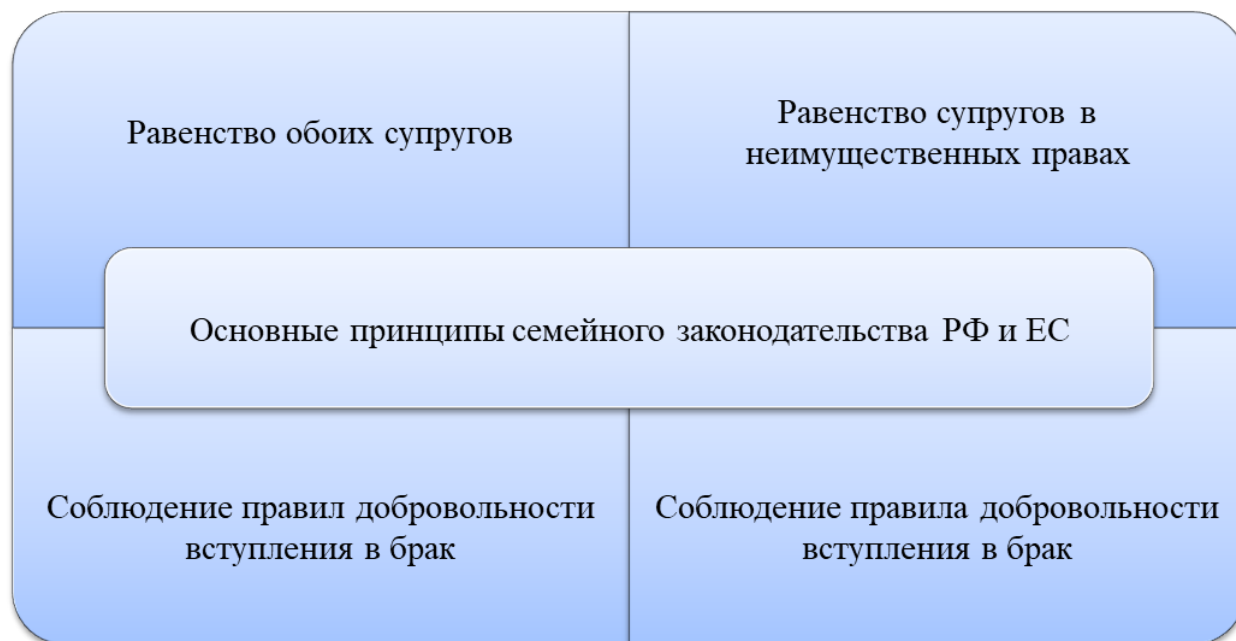 Равенство обоих супругов
Равенство супругов в
неимущественных правах
Основные принципы семейного законодательства РФ и ЕС
Соблюдение правил добровольности
вступления в брак
Соблюдение правила добровольности
вступления в брак